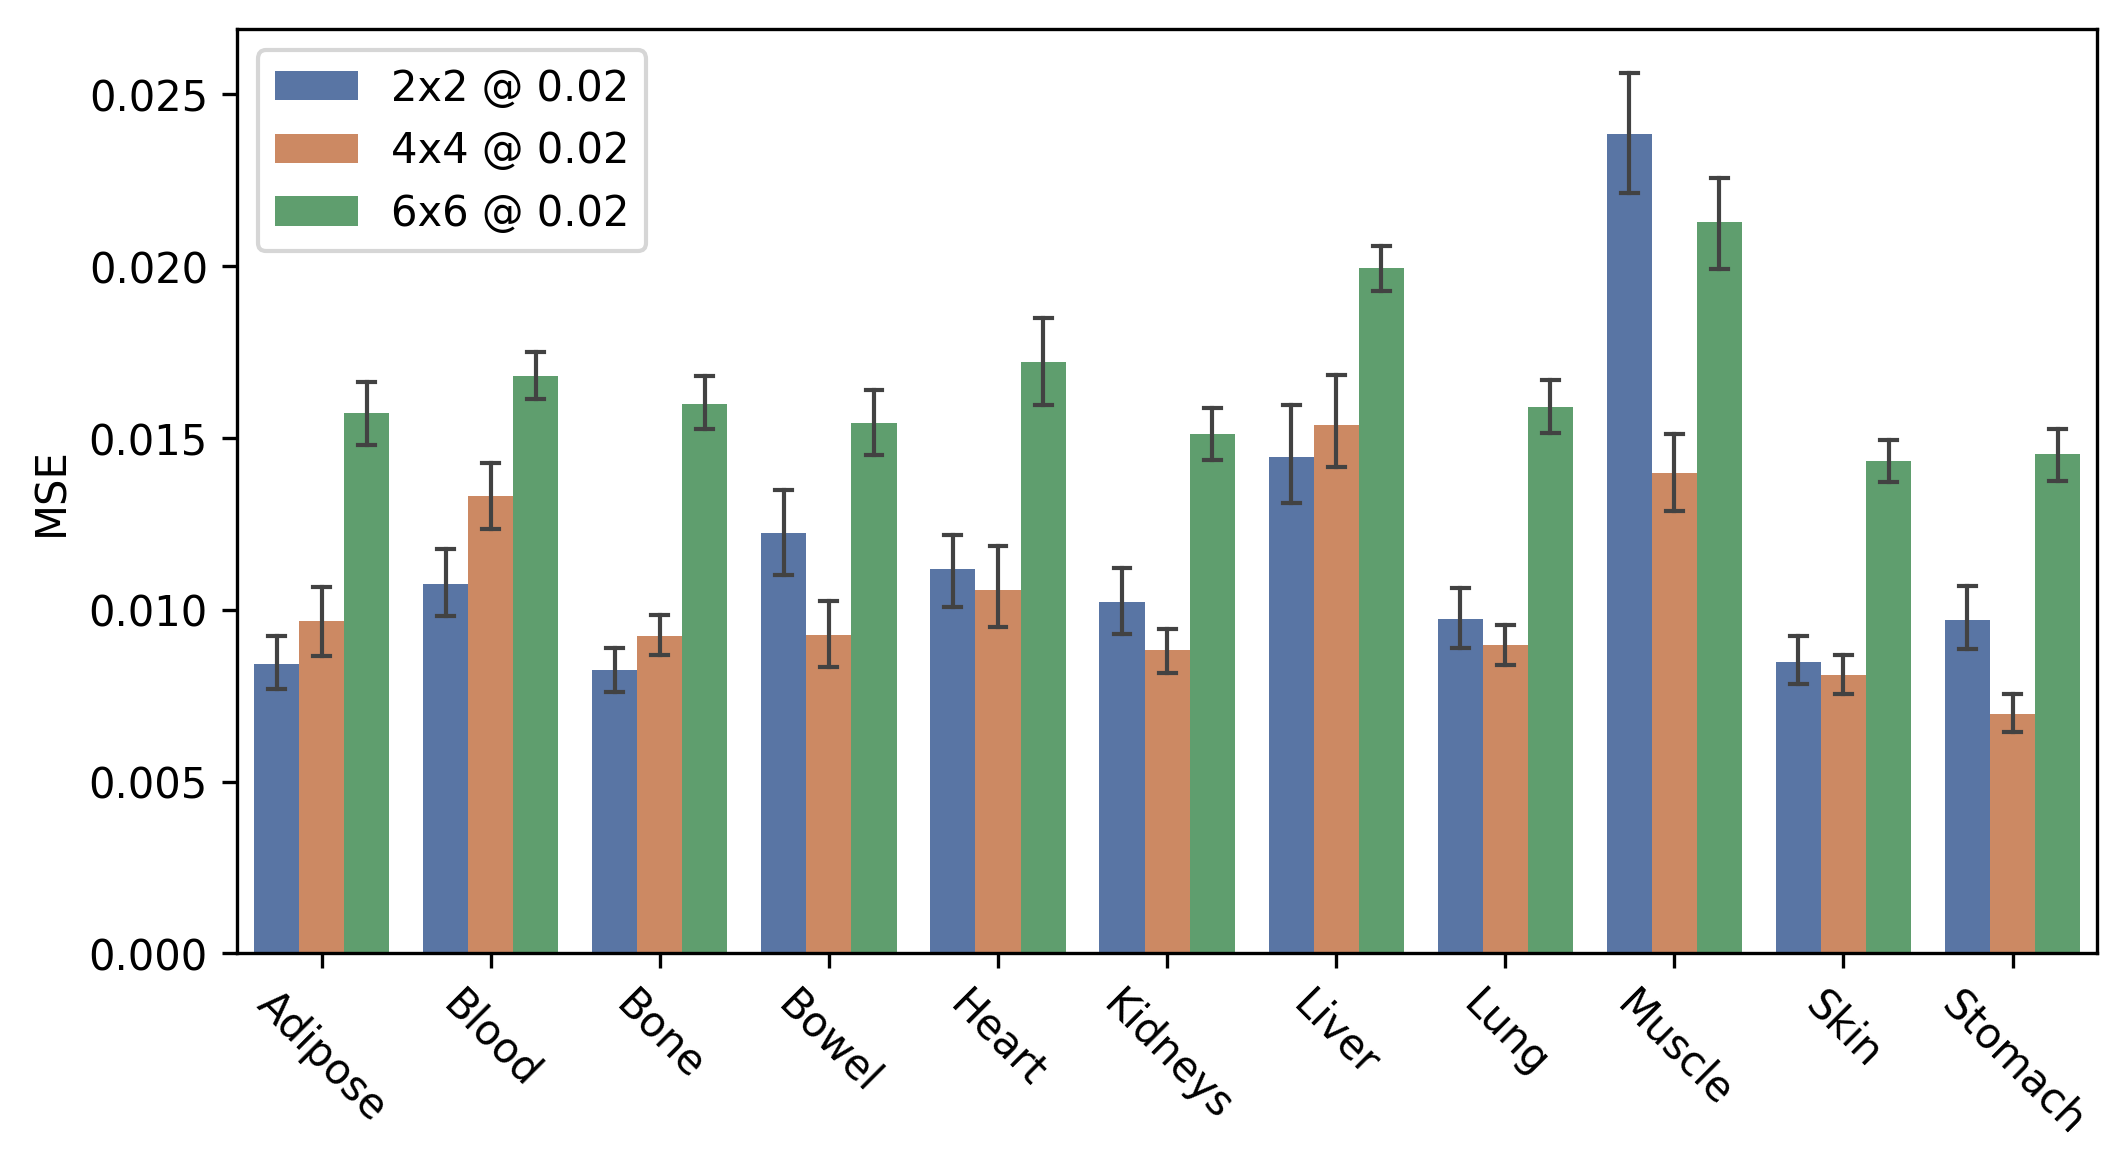 2x2 @ 0.02
4x4 @ 0.02
6x6 @ 0.02
MSE
0.025
0.020
0.015
0.010
0.005
0.000
Adipose
Blood
Bone
Bowel
Heart
Kidneys
Liver
Lung
Muscle
Skin
Stomach